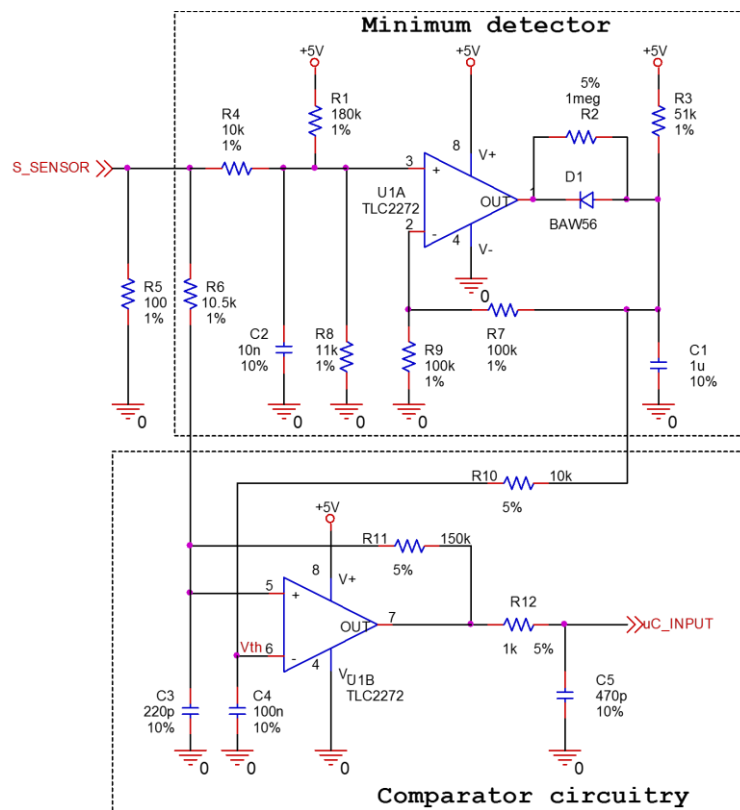 Minimum detector
+5V
+5V
+5V
5%
1meg
R2
R1
180k
1%
R3
51k
1%
R4
10k
1%
S_SENSOR
8
V+
3
+
U1A
TLC2272
OUT
1
D1
BAW56
2
-
4
V-
0
R5
100
1%
R6
10.5k
1%
C2
10n
10%
R8
11k
1%
R9
100k
1%
R7
100k
1%
C1
1u
10%
0
0
0
0
0
R10
10k
5%
+5V
R11
150k
5%
8
V+
5
+
OUT
7
R12
1k
5%
uC_INPUT
Vth
6
-
4
V-
U1B
TLC2272
C3
220p
10%
C4
100n
10%
C5
470p
10%
0
0
0
0
Comparator circuitry